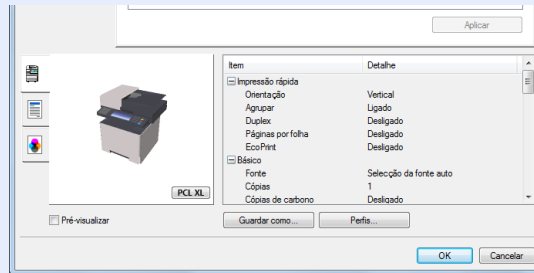 Aplicar
Item Detalhe
Impressão rápida
Orientação Vertical
Agrupar Ligado
Duplex Desligado
Páginas por folha Desligado
EcoPrint Desligado
Básico
Fonte Selecção da fonte auto
Cópias 1
Cópias de carbono Desligado
PCL XL
Pré-visualizar Guardar como... Perfis...
OK Cancelar